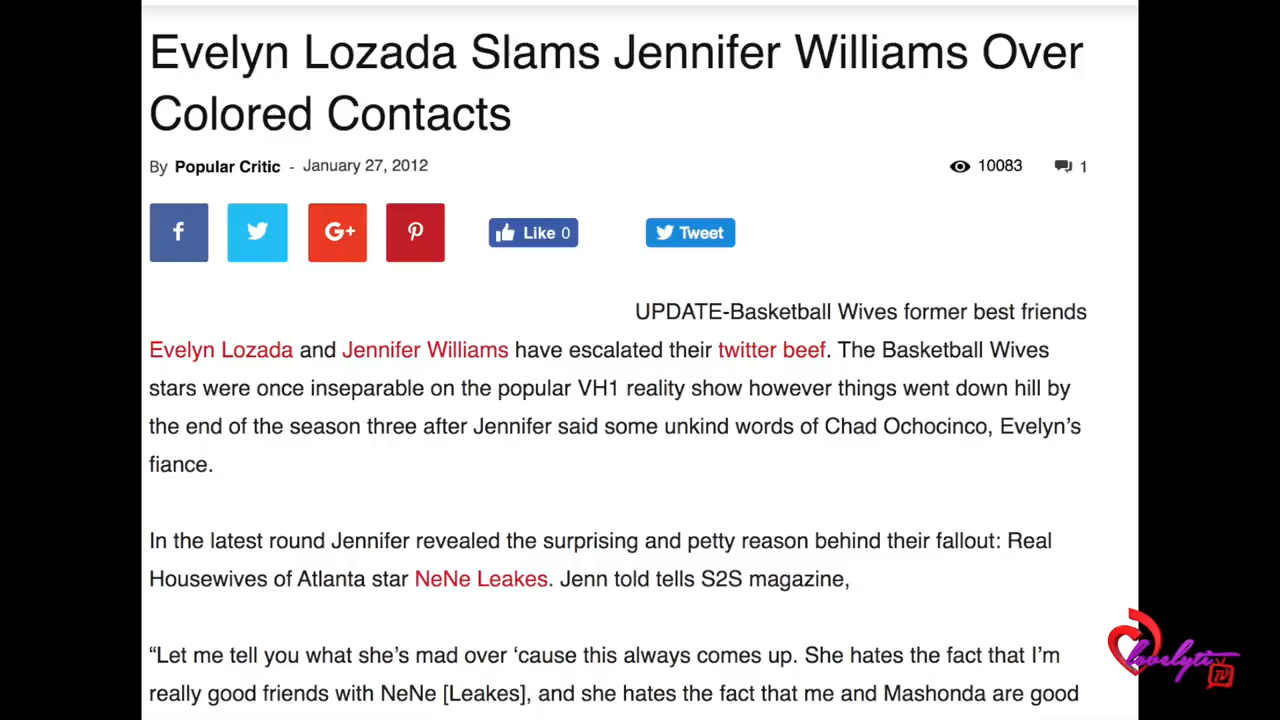 Evelyn Lozada Slams Jennifer Williams Over
Colored Contacts
By Popular Critic - January 27, 2012 10083 1
f G+ Like 0 Tweet
UPDATE-Basketball Wives former best friends
Evelyn Lozada and Jennifer Williams have escalated their twitter beef. The Basketball Wives
stars were once inseparable on the popular VH1 reality show however things went down hill by
the end of the season three after Jennifer said some unkind words of Chad Ochocinco, Evelyn’s
fiance.
In the latest round Jennifer revealed the surprising and petty reason behind their fallout: Real
Housewives of Atlanta star NeNe Leakes. Jenn told tells S2S magazine,
“Let me tell you what she’s mad over ‘cause this always comes up. She hates the fact that I’m
really good friends with NeNe [Leakes], and she hates the fact that me and Mashonda are good
lovelyti
TV